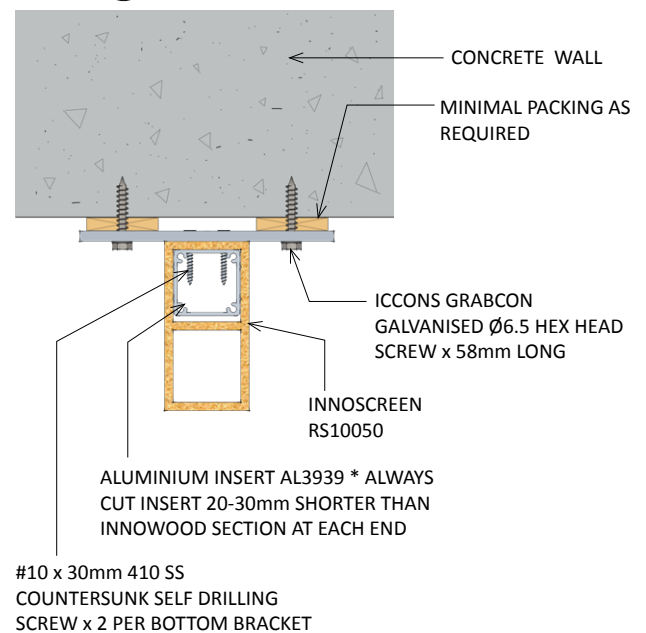 CONCRETE WALL
MINIMAL PACKING AS
REQUIRED
ICCONS GRABCON
GALVANISED Ø6.5 HEX HEAD
SCREW x 58mm LONG
INNOSCREEN
RS10050
ALUMINIUM INSERT AL3939 * ALWAYS
CUT INSERT 20-30mm SHORTER THAN
INNOWOOD SECTION AT EACH END
#10 x 30mm 410 SS
COUNTERSUNK SELF DRILLING
SCREW x 2 PER BOTTOM BRACKET